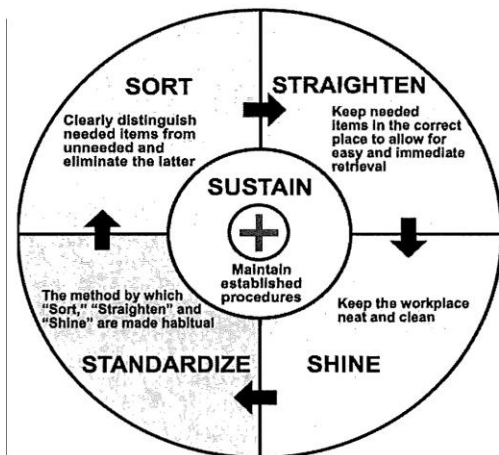 SORT
Clearly distinguish
needed items from
unneeded and
eliminate the latter
STRAIGHTEN
Keep needed
items in the correct
place to allow for
easy and immediate
retrieval
SUSTAIN
Maintain
established
procedures
The method by which
"Sort," "Straighten" and
"Shine" are made habitual
STANDARDIZE
Keep the workplace
neat and clean
SHINE